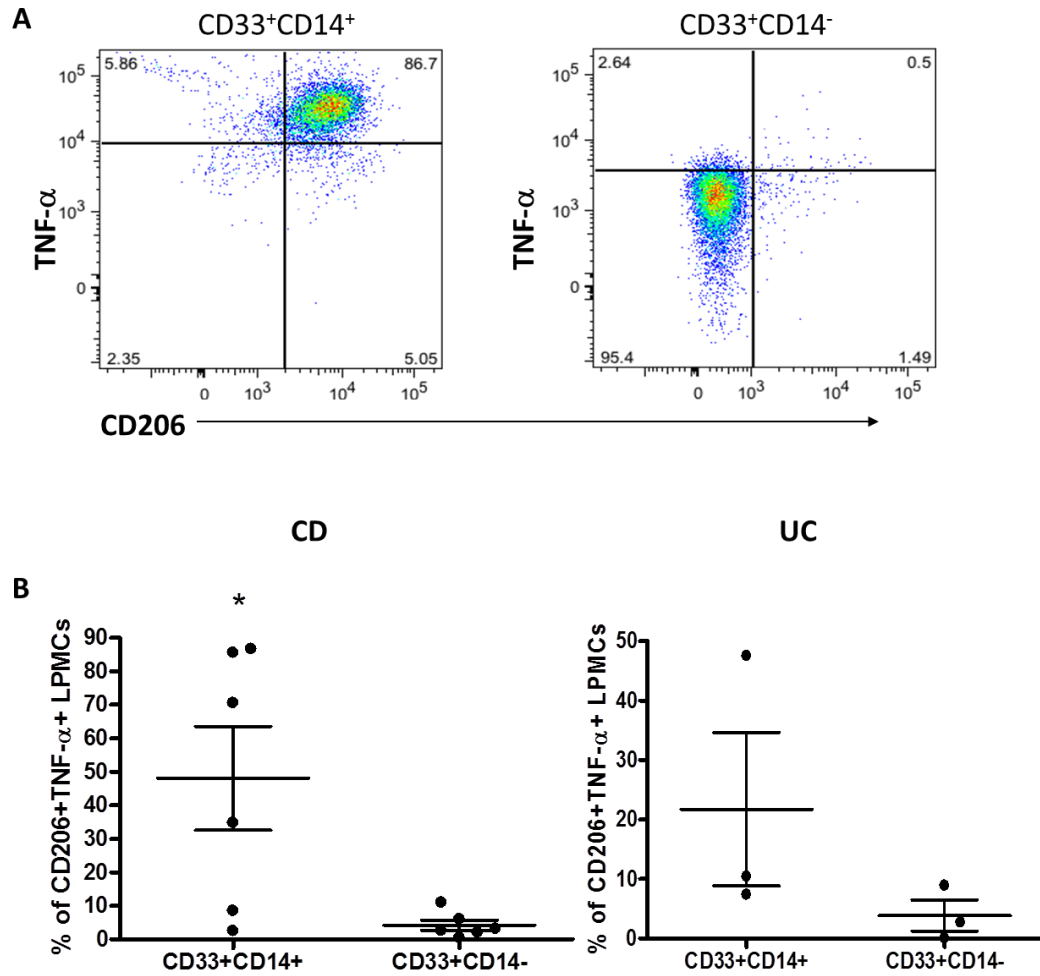 A
CD33+CD14+
CD33+CD14-
5.86 86.7
2.64 0.5
10⁵
10⁴
10³
0
2.35 5.05
TNF-α
10⁵
10⁴
10³
0
95.4 1.49
TNF-α
0 10³ 10⁴ 10⁵
0 10³ 10⁴ 10⁵
CD206
CD
UC
B
*
% of CD206+TNF-α+ LPMCs
90
80
70
60
50
40
30
20
10
0
CD33+CD14+ CD33+CD14-
% of CD206+TNF-α+ LPMCs
50
40
30
20
10
0
CD33+CD14+ CD33+CD14-